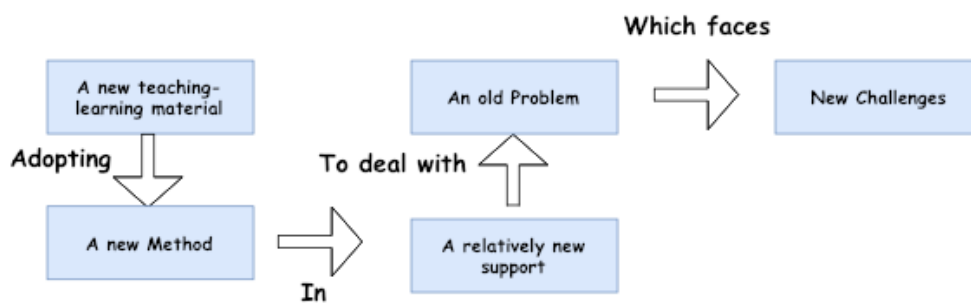 A new teaching-
learning material
Adopting
A new Method
In
A relatively new
support
To deal with
An old Problem
Which faces
New Challenges